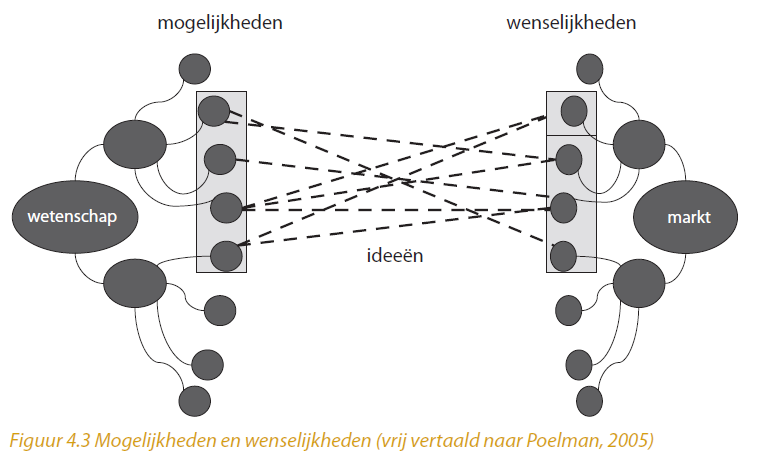 mogelijkheden
wenselijkheden
wetenschap
markt
ideeën
Figuur 4.3 Mogelijkheden en wenselijkheden (vrij vertaald naar Poelman, 2005)